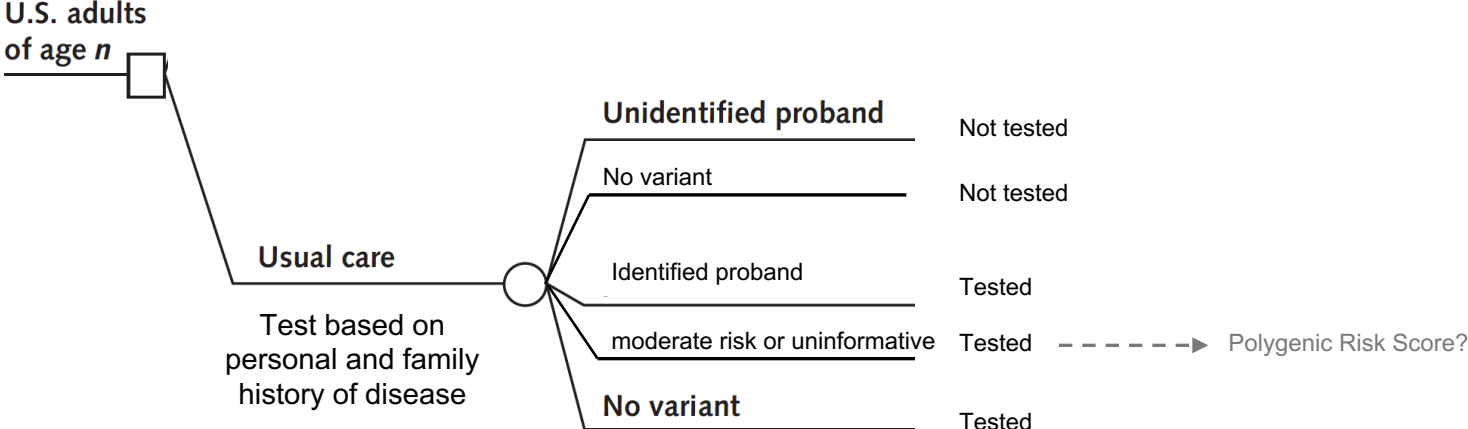 U.S. adults
of age n
Unidentified proband
Not tested
No variant
Not tested
Usual care
Identified proband
Tested
Test based on
personal and family
history of disease
moderate risk or uninformative
Tested
Polygenic Risk Score?
No variant
Tested